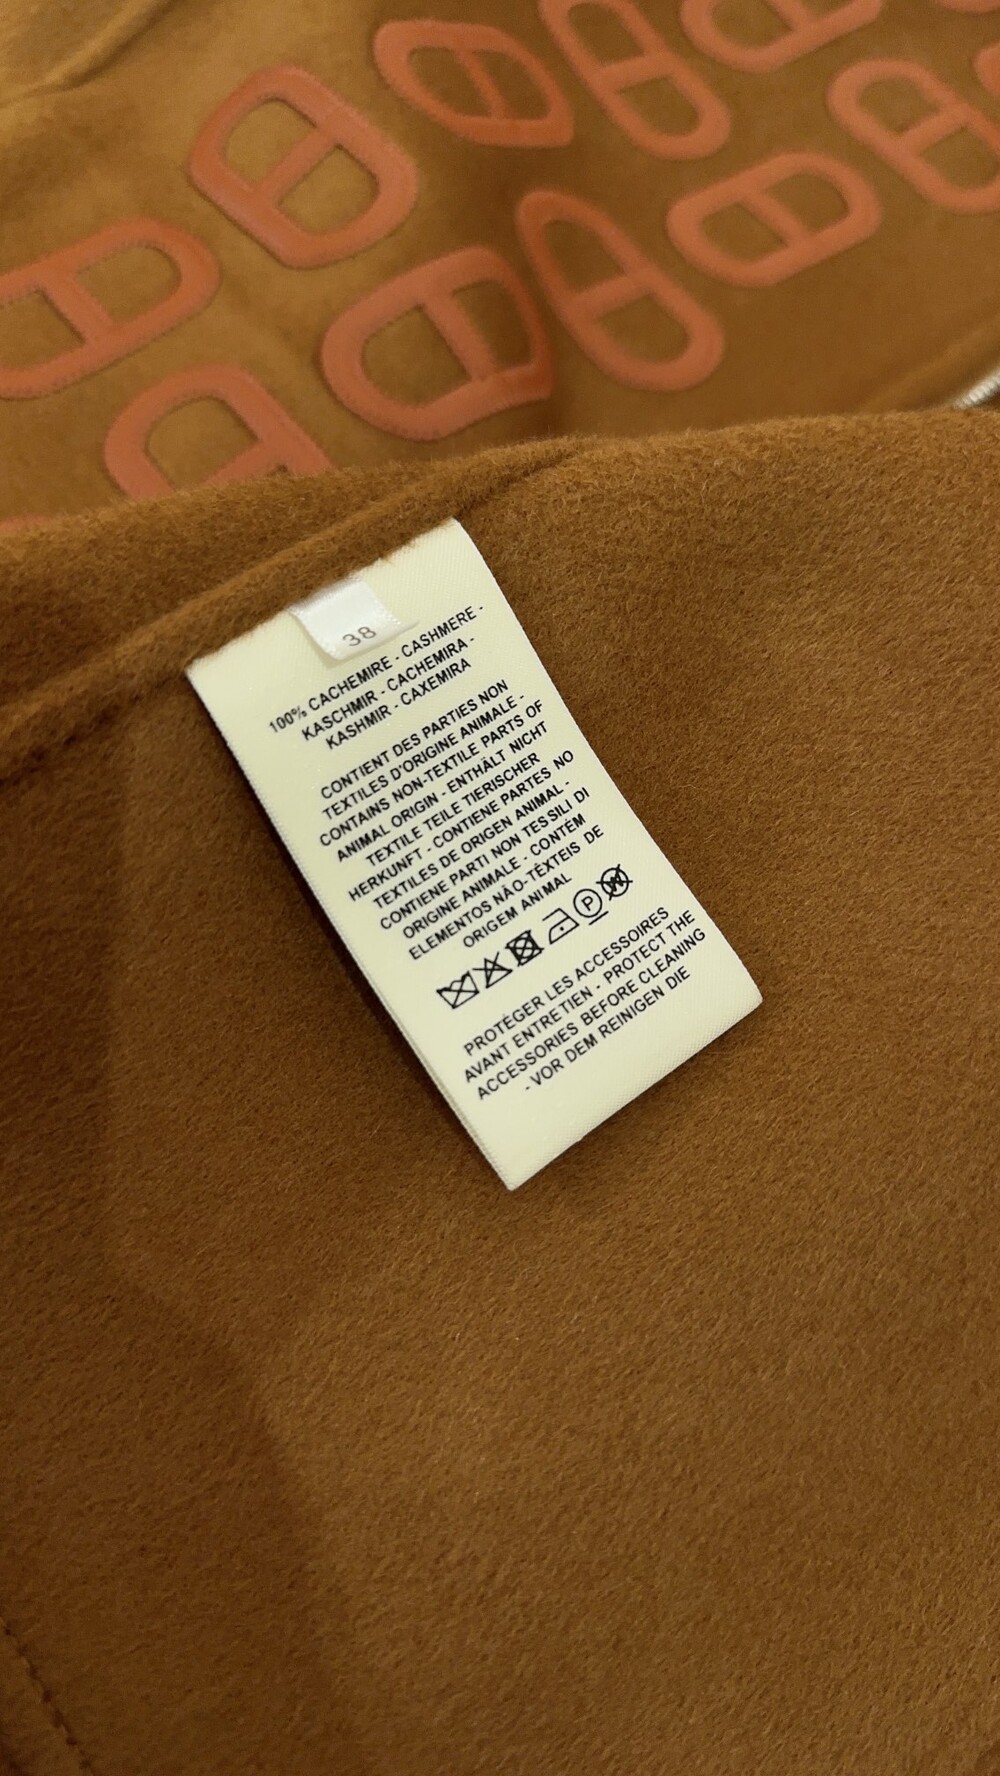 38
100% CACHEMIRE - CASHMERE -
KASCHMIR - CACHEMIRA -
KASHMIR - CAXEMIRA
CONTIENT DES PARTIES NON
TEXTILES D'ORIGINE ANIMALE -
CONTAINS NON-TEXTILE PARTS OF
ANIMAL ORIGIN - ENTHÄLT NICHT
TEXTILE TEILE TIERISCHER
HERKUNFT - CONTIENE PARTES NO
TEXTILES DE ORIGEN ANIMAL -
CONTIENE PARTI NON TESSILI DI
ORIGINE ANIMALE - CONTÉM
ELEMENTOS NÃO-TÊXTEIS DE
ORIGEM ANIMAL
P W
PROTÉGER LES ACCESSOIRES
AVANT ENTRETIEN - PROTECT THE
ACCESSORIES BEFORE CLEANING
- VOR DEM REINIGEN DIE